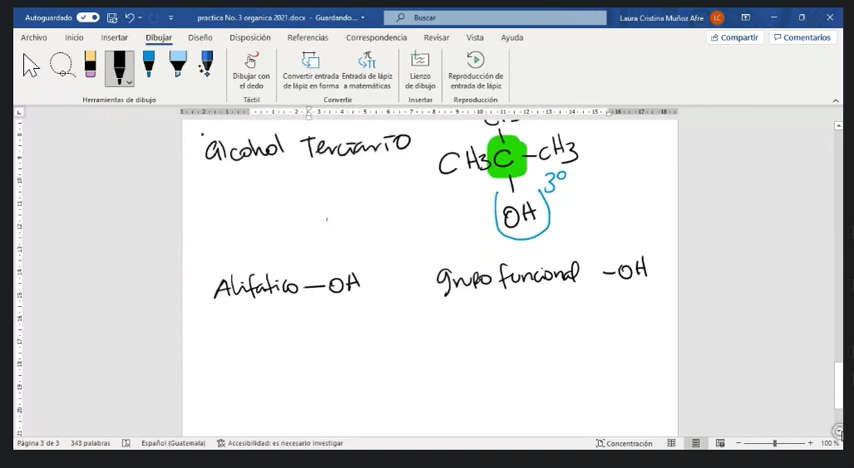 Autoguardado
practica No. 3 organica 2021.docx - Guardando...
Buscar
Laura Cristina Muñoz Afre
LC
Archivo
Inicio
Insertar
Dibujar
Diseño
Disposición
Referencias
Correspondencia
Revisar
Vista
Ayuda
Compartir
Comentarios
Dibujar con
el dedo
Convertir entrada
de lápiz en forma
Entrada de lápiz
a matemáticas
Lienzo
de dibujo
Reproducción de
entrada de lápiz
Herramientas de dibujo
Táctil
Convertir
Insertar
Reproducción
alcohol Terciario
CH3 C - CH3
3°
OH
Alifatico — OH
grupo funcional - OH
Página 3 de 3
343 palabras
Español (Guatemala)
Accesibilidad: es necesario investigar
Concentración
100 %